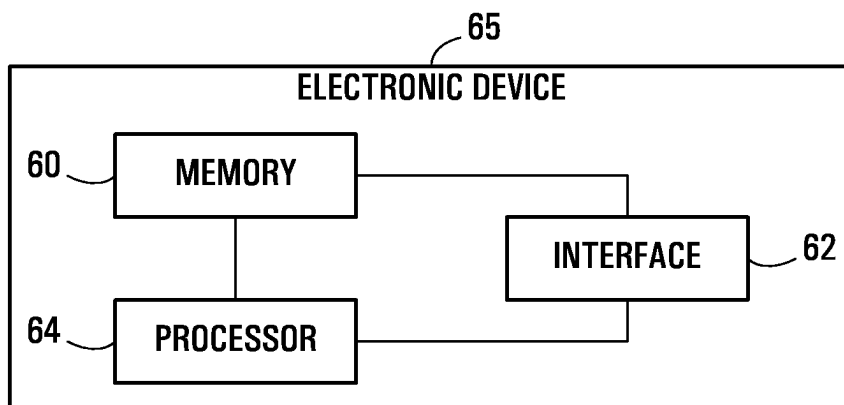 65
ELECTRONIC DEVICE
60
MEMORY
INTERFACE
62
64
PROCESSOR